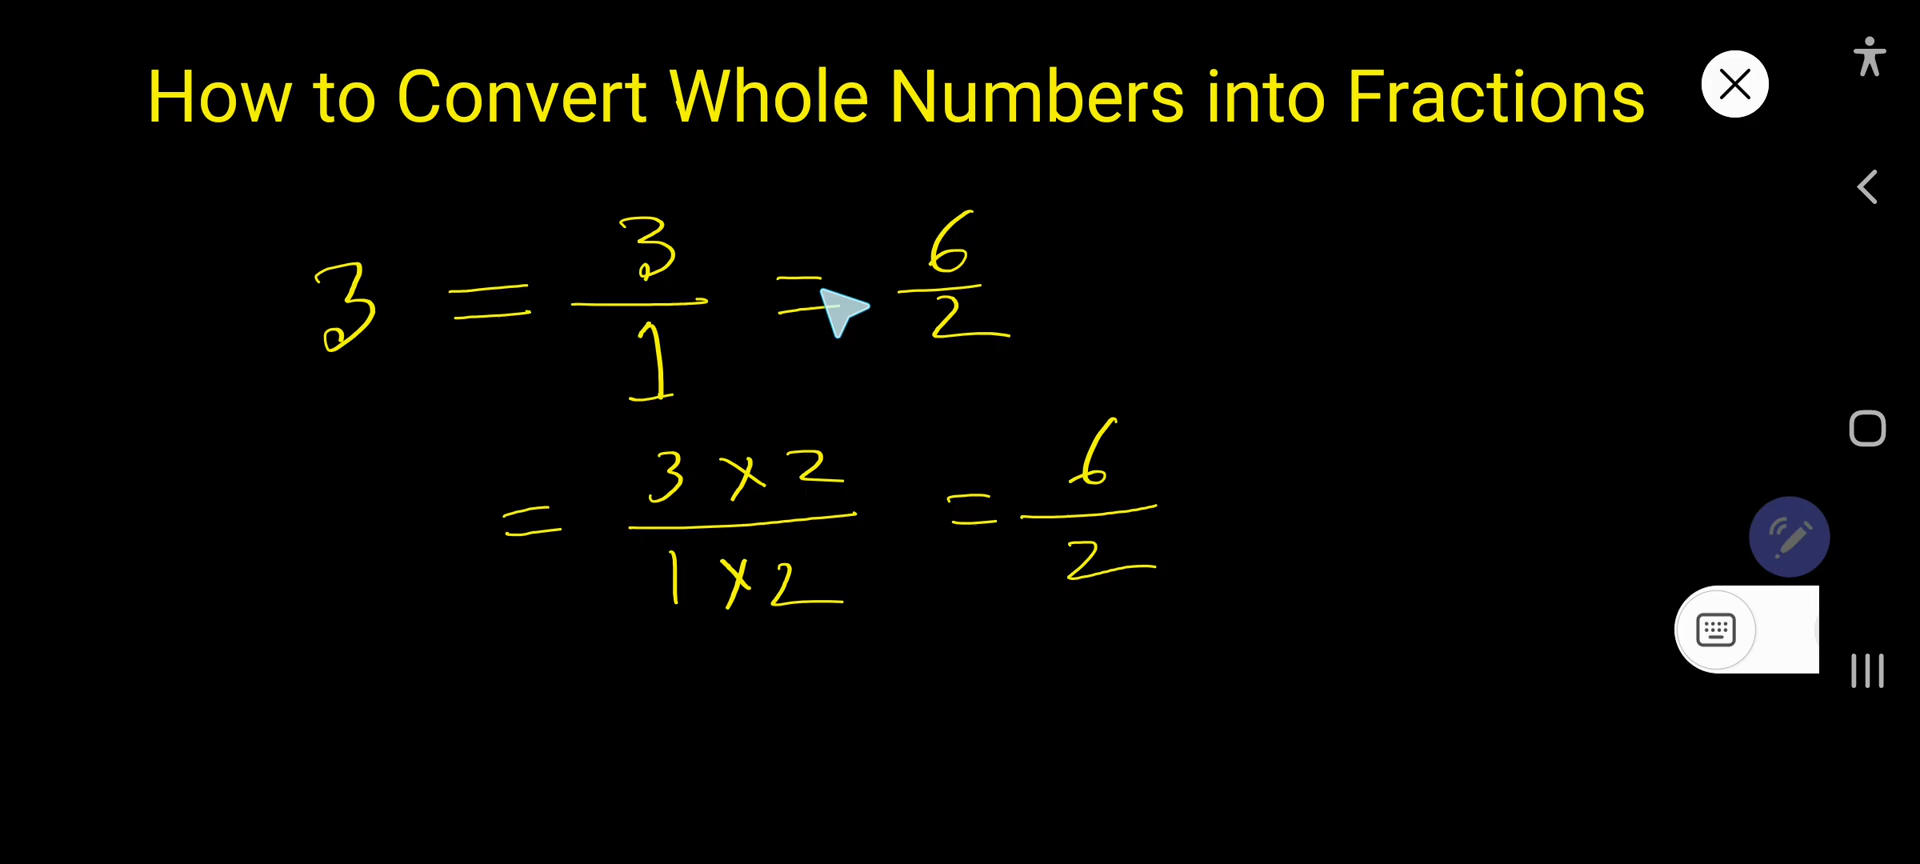 How to Convert Whole Numbers into Fractions
3 = 3/1 = 6/2
= 3 × 2 / 1 × 2 = 6/2